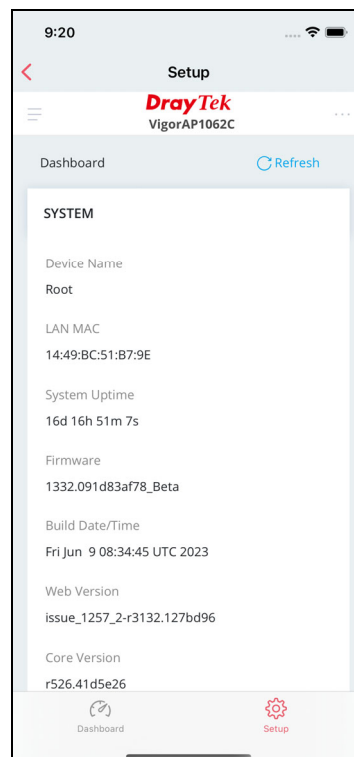 9:20
Setup
DrayTek
VigorAP1062C
Dashboard
Refresh
SYSTEM
Device Name
Root
LAN MAC
14:49:BC:51:B7:9E
System Uptime
16d 16h 51m 7s
Firmware
1332.091d83af78_Beta
Build Date/Time
Fri Jun  9 08:34:45 UTC 2023
Web Version
issue_1257_2-r3132.127bd96
Core Version
r526.41d5e26
Dashboard
Setup